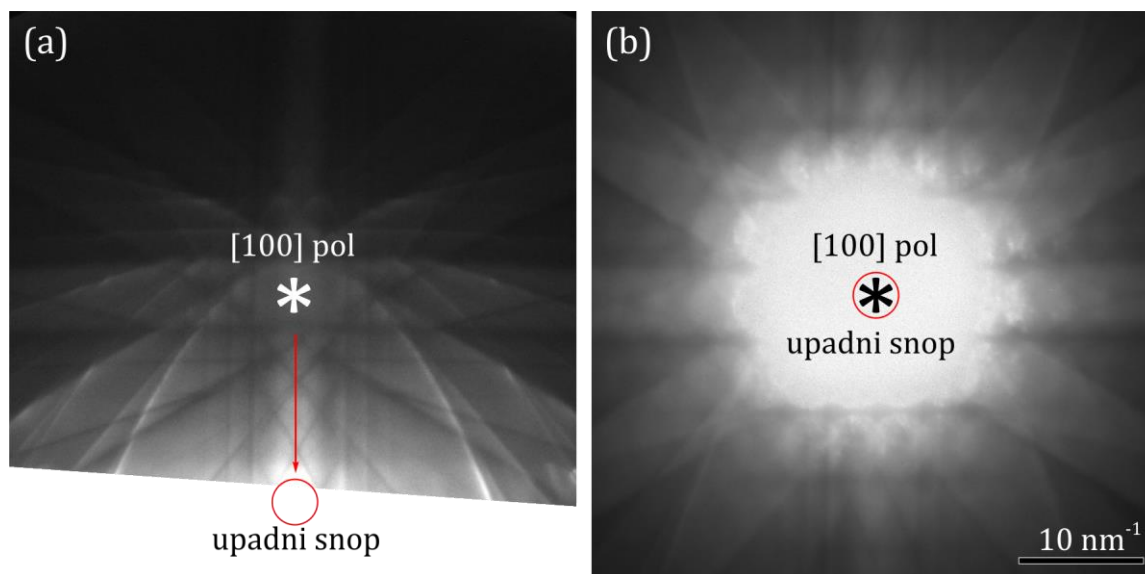 (a)
[100] pol
*
upadni snop
(b)
[100] pol
*
upadni snop
10 nm⁻¹